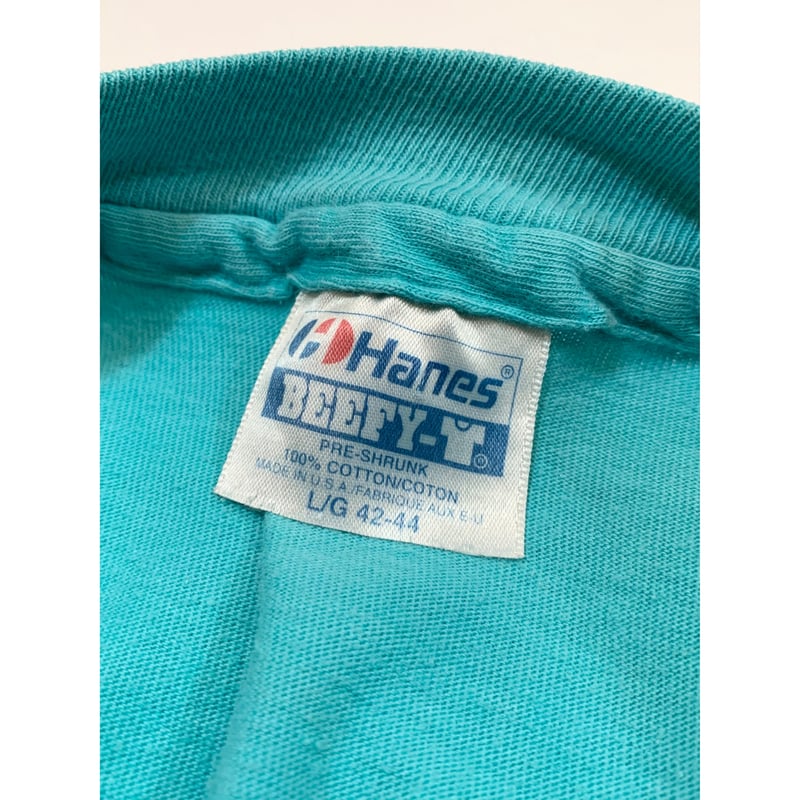 Hanes®
BEEFY-T®
PRE-SHRUNK
100% COTTON/COTON
MADE IN U.S.A./FABRIQUE AUX E-U
L/G 42-44